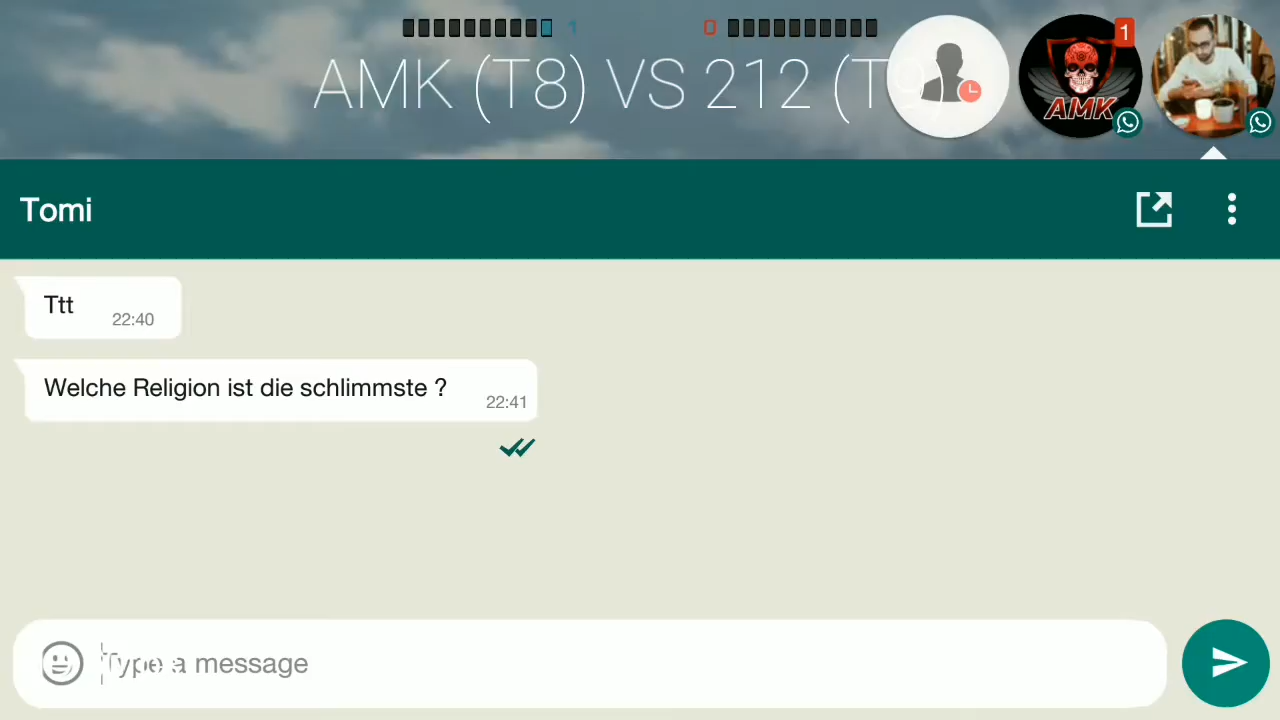 1 0
AMK (T8) VS 212 (T9)
1
AMK
Tomi
Ttt
22:40
Welche Religion ist die schlimmste ?
22:41
Type a message